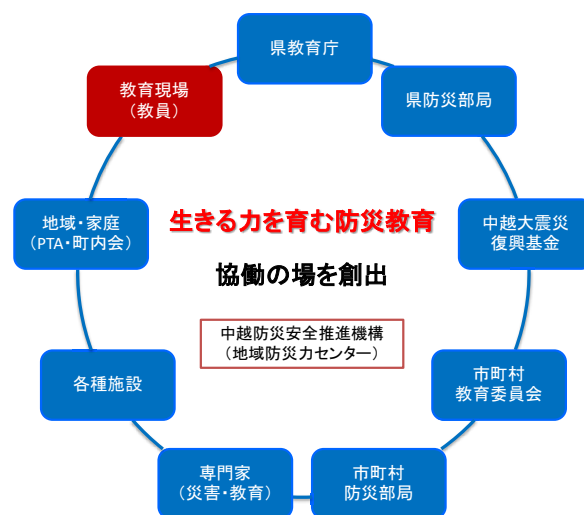 県教育庁
県防災部局
中越大震災
復興基金
市町村
教育委員会
市町村
防災部局
専門家
(災害・教育)
各種施設
地域・家庭
(PTA・町内会)
教育現場
(教員)
生きる力を育む防災教育
協働の場を創出
中越防災安全推進機構
(地域防災力センター)